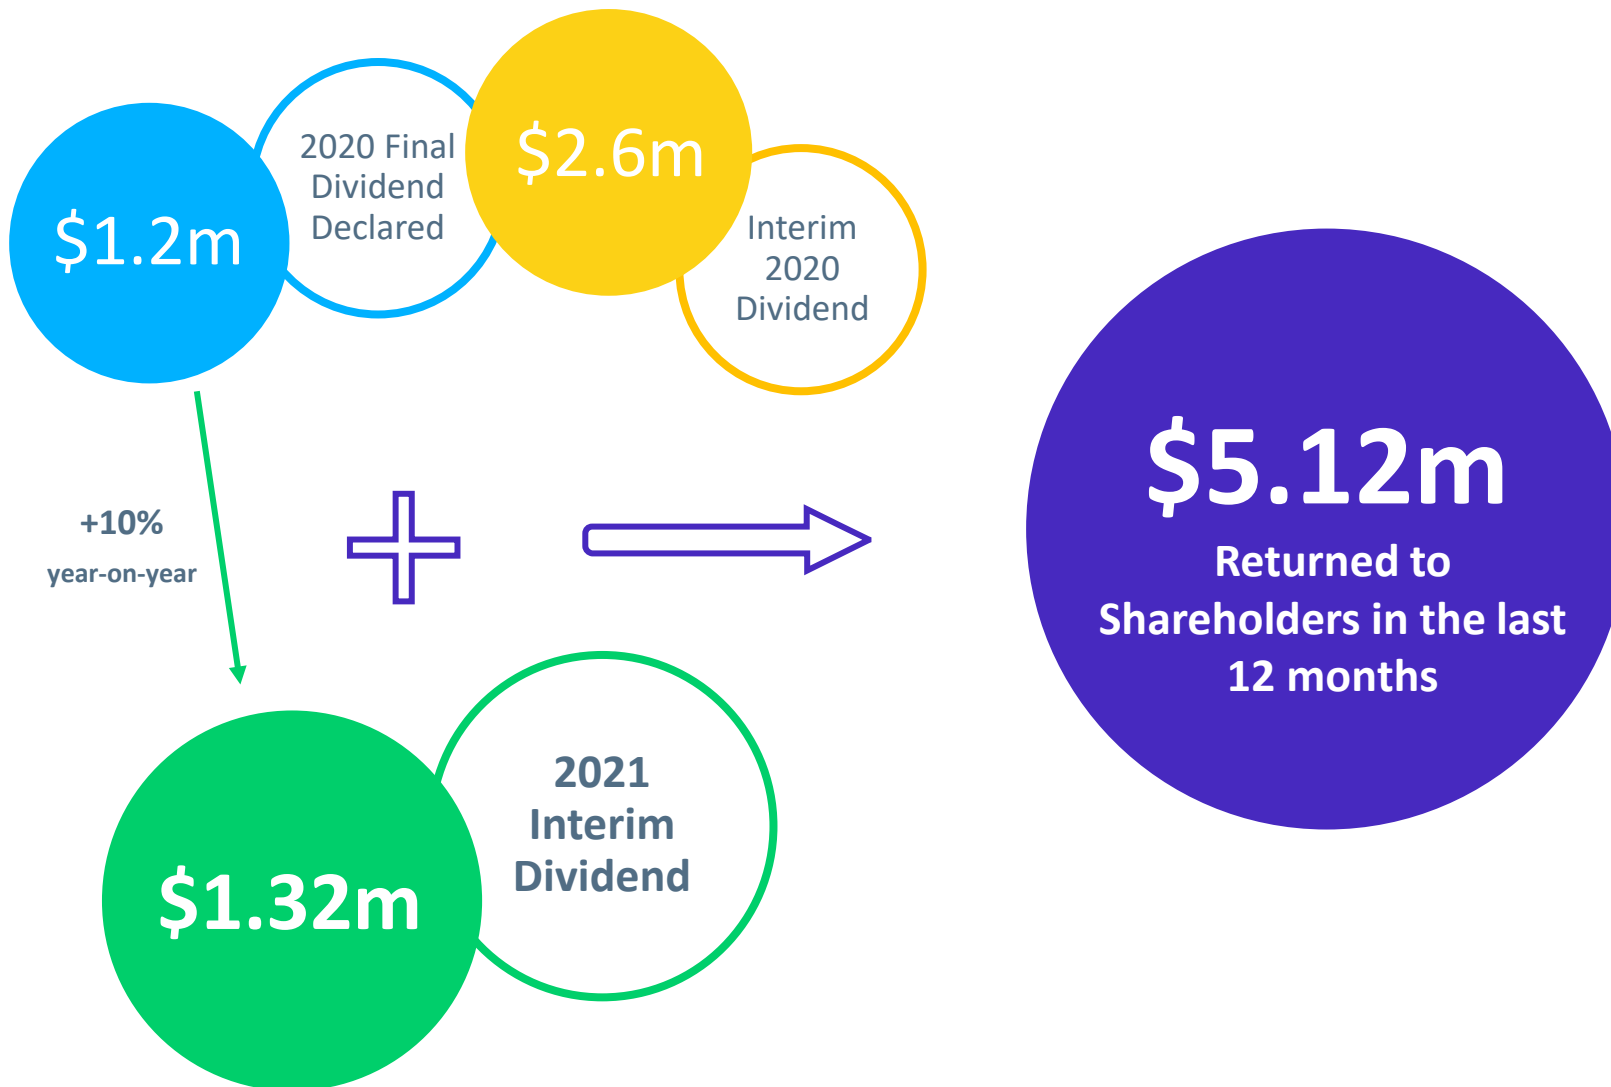 $1.2m
2020 Final
Dividend
Declared
$2.6m
Interim
2020
Dividend
+10%
year-on-year
$1.32m
2021
Interim
Dividend
$5.12m
Returned to
Shareholders in the last
12 months